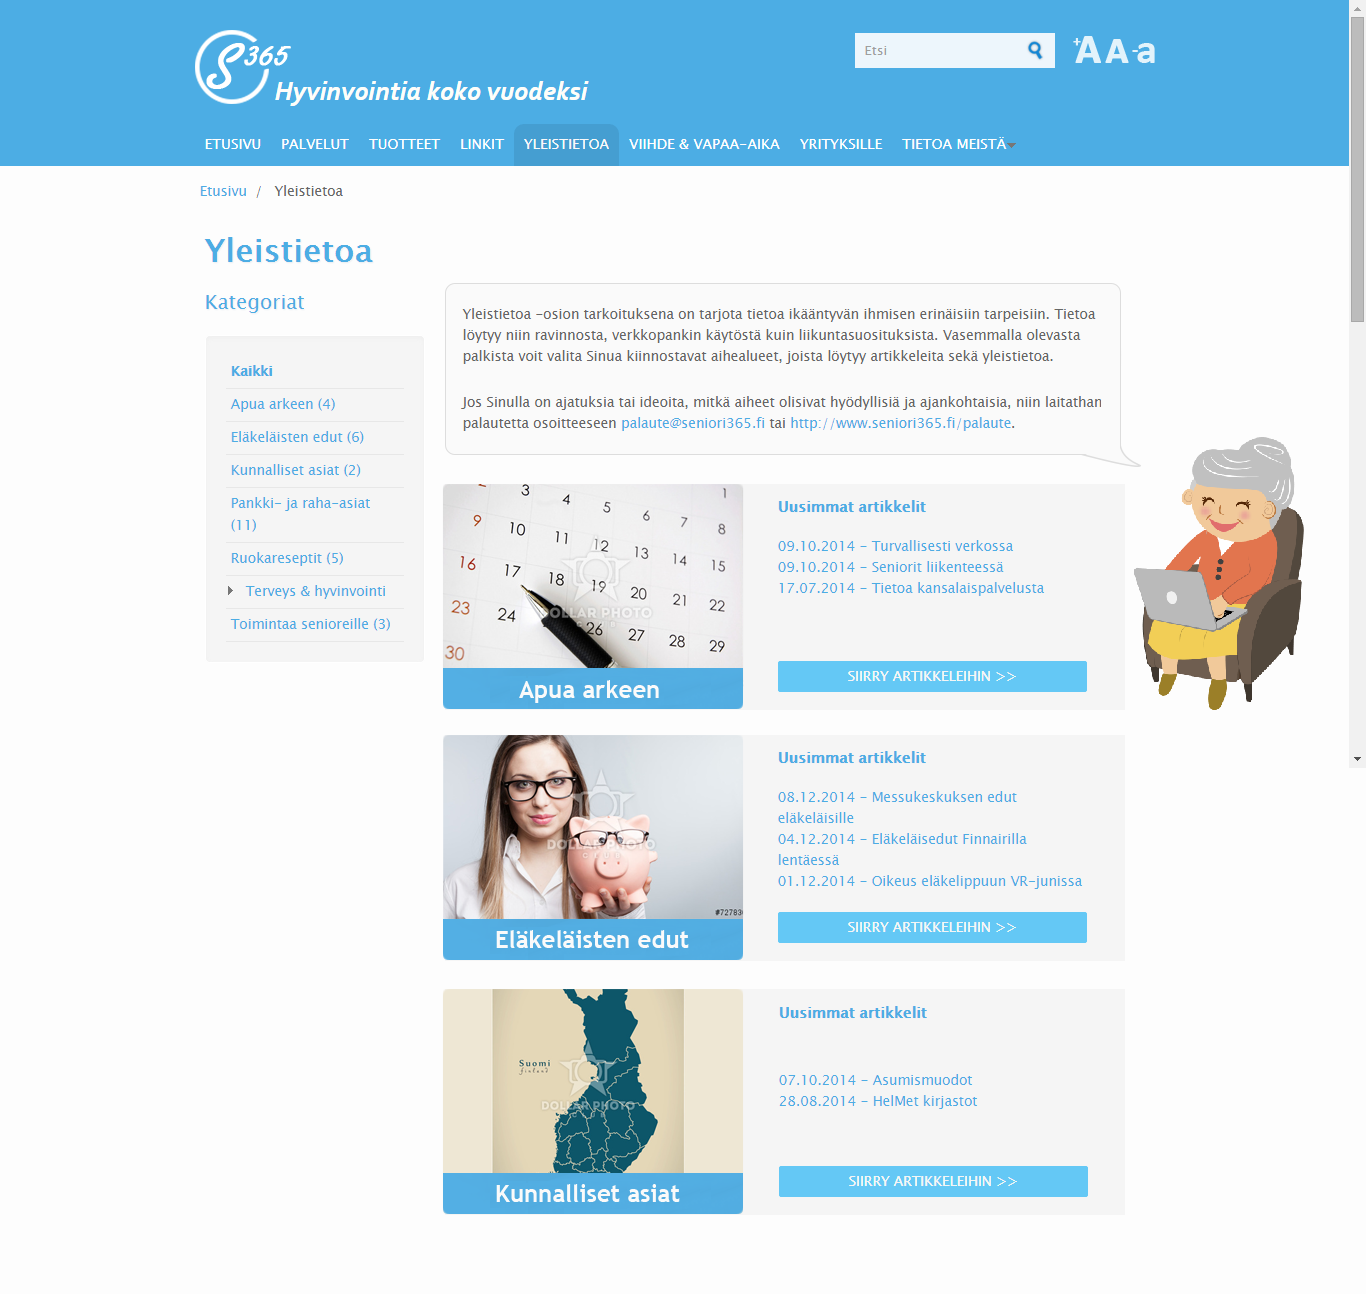 S365
Hyvinvointia koko vuodeksi
Etsi
+A A -a
ETUSIVU PALVELUT TUOTTEET LINKIT YLEISTIETOA VIIHDE & VAPAA-AIKA YRITYKSILLE TIETOA MEISTÄ
Etusivu / Yleistietoa
Yleistietoa
Kategoriat
Kaikki
Apua arkeen (4)
Eläkeläisten edut (6)
Kunnalliset asiat (2)
Pankki- ja raha-asiat
(11)
Ruokareseptit (5)
Terveys & hyvinvointi
Toimintaa senioreille (3)
Yleistietoa -osion tarkoituksena on tarjota tietoa ikääntyvän ihmisen erinäisiin tarpeisiin. Tietoa
löytyy niin ravinnosta, verkkopankin käytöstä kuin liikuntasuosituksista. Vasemmalla olevasta
palkista voit valita Sinua kiinnostavat aihealueet, joista löytyy artikkeleita sekä yleistietoa.
Jos Sinulla on ajatuksia tai ideoita, mitkä aiheet olisivat hyödyllisiä ja ajankohtaisia, niin laitathan
palautetta osoitteeseen palaute@seniori365.fi tai http://www.seniori365.fi/palaute.
3 4 5 6 7 1
9 10 11 12 13 14 15 8
16 17 18 19 20 21 22
23 24 26 27 28 29
30
DOLLAR PHOTO
CLUB
Apua arkeen
Uusimmat artikkelit
09.10.2014 - Turvallisesti verkossa
09.10.2014 - Seniorit liikenteessä
17.07.2014 - Tietoa kansalaispalvelusta
SIIRRY ARTIKKELEIHIN >>
DOLLAR PHOTO
CLUB
#72783
Eläkeläisten edut
Uusimmat artikkelit
08.12.2014 - Messukeskuksen edut
eläkeläisille
04.12.2014 - Eläkeläisedut Finnairilla
lentäessä
01.12.2014 - Oikeus eläkelippuun VR-junissa
SIIRRY ARTIKKELEIHIN >>
Suomi
finland
DOLLAR PHOTO
Kunnalliset asiat
Uusimmat artikkelit
07.10.2014 - Asumismuodot
28.08.2014 - HelMet kirjastot
SIIRRY ARTIKKELEIHIN >>